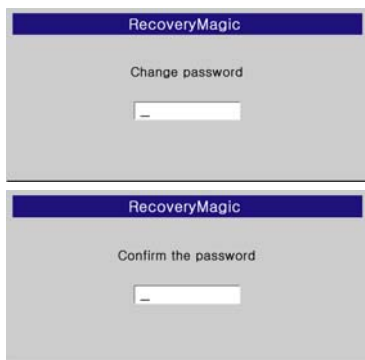 RecoveryMagic
Change password
_
RecoveryMagic
Confirm the password
_